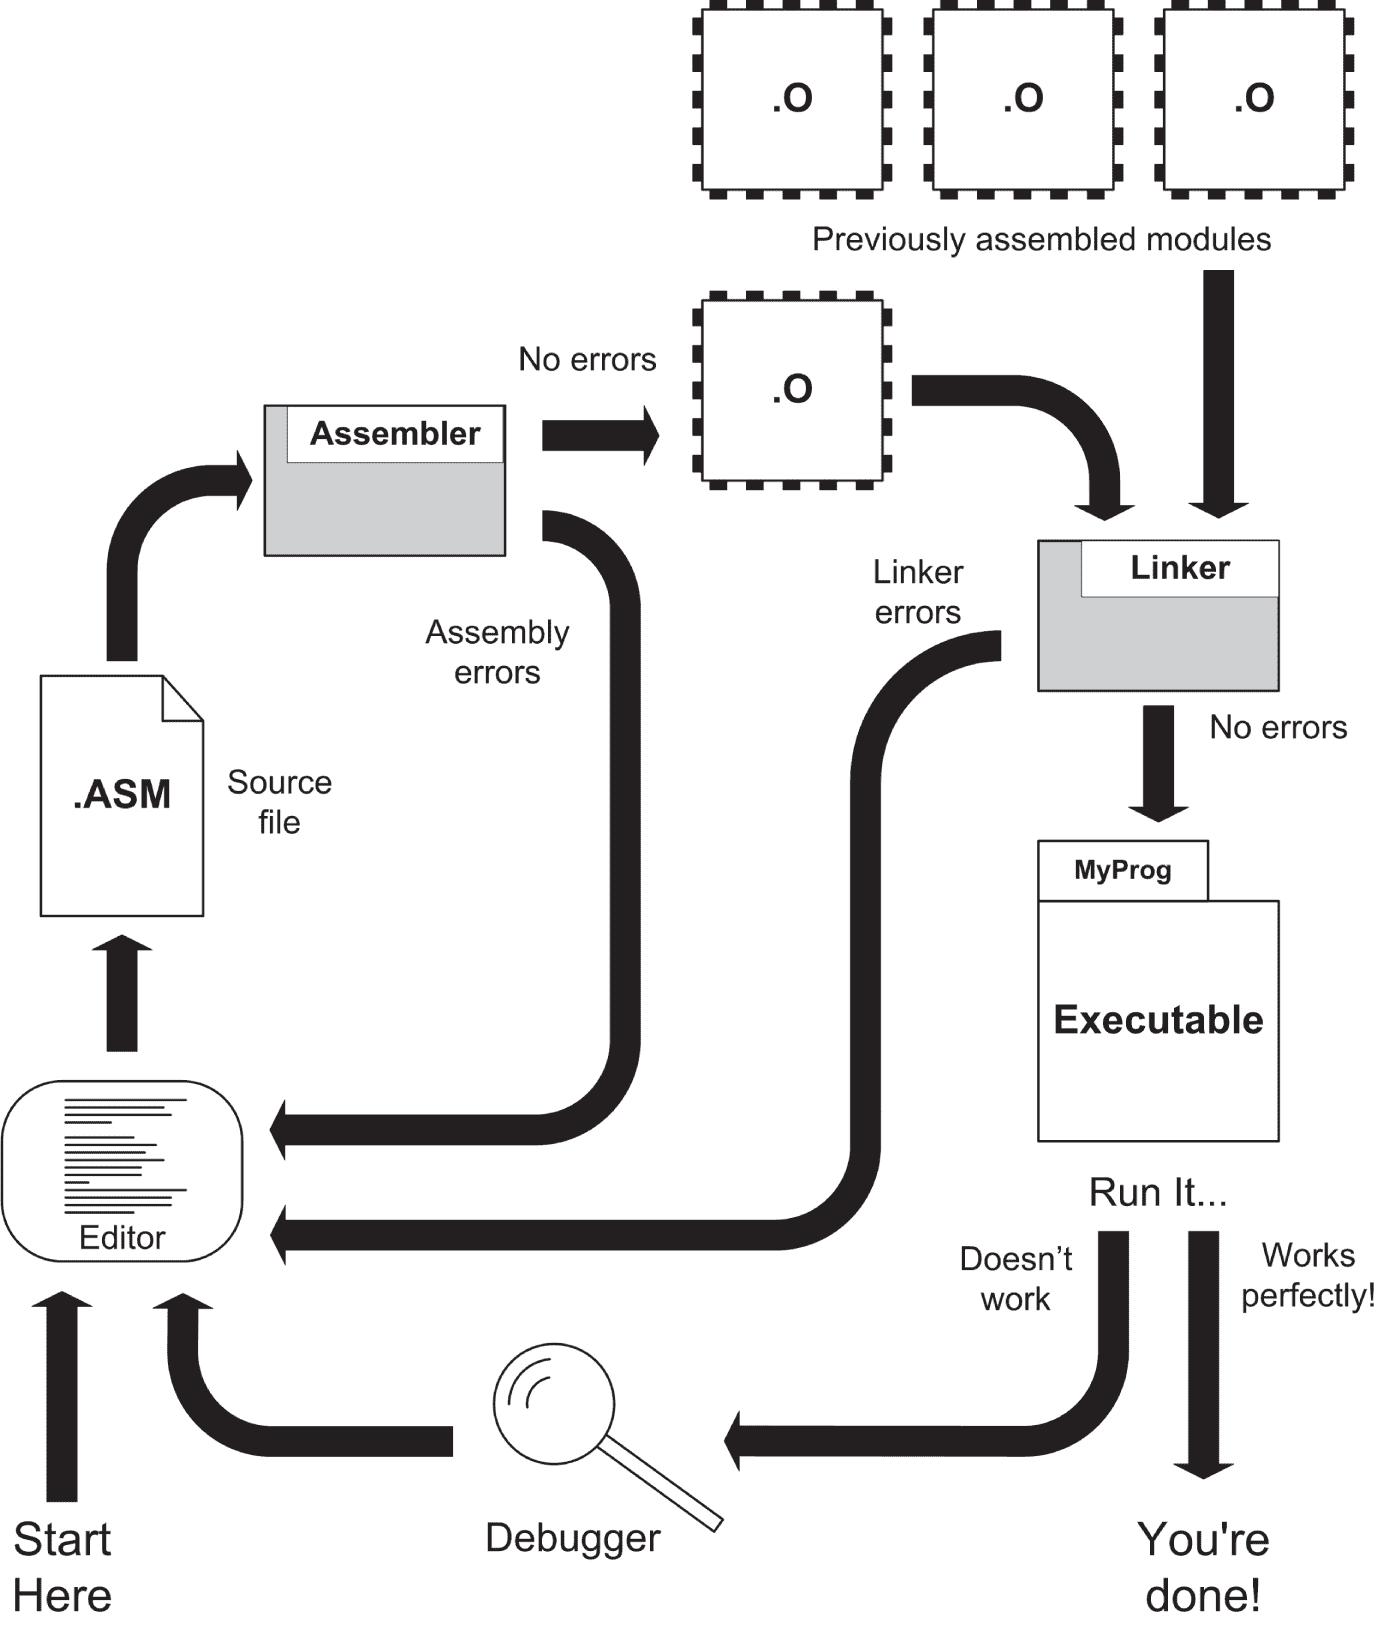 .O
.O
.O
Previously assembled modules
No errors
.O
Assembler
Linker
errors
Linker
Assembly
errors
No errors
.ASM
Source
file
MyProg
Executable
Editor
Run It...
Doesn’t
work
Works
perfectly!
Debugger
Start
Here
You're
done!